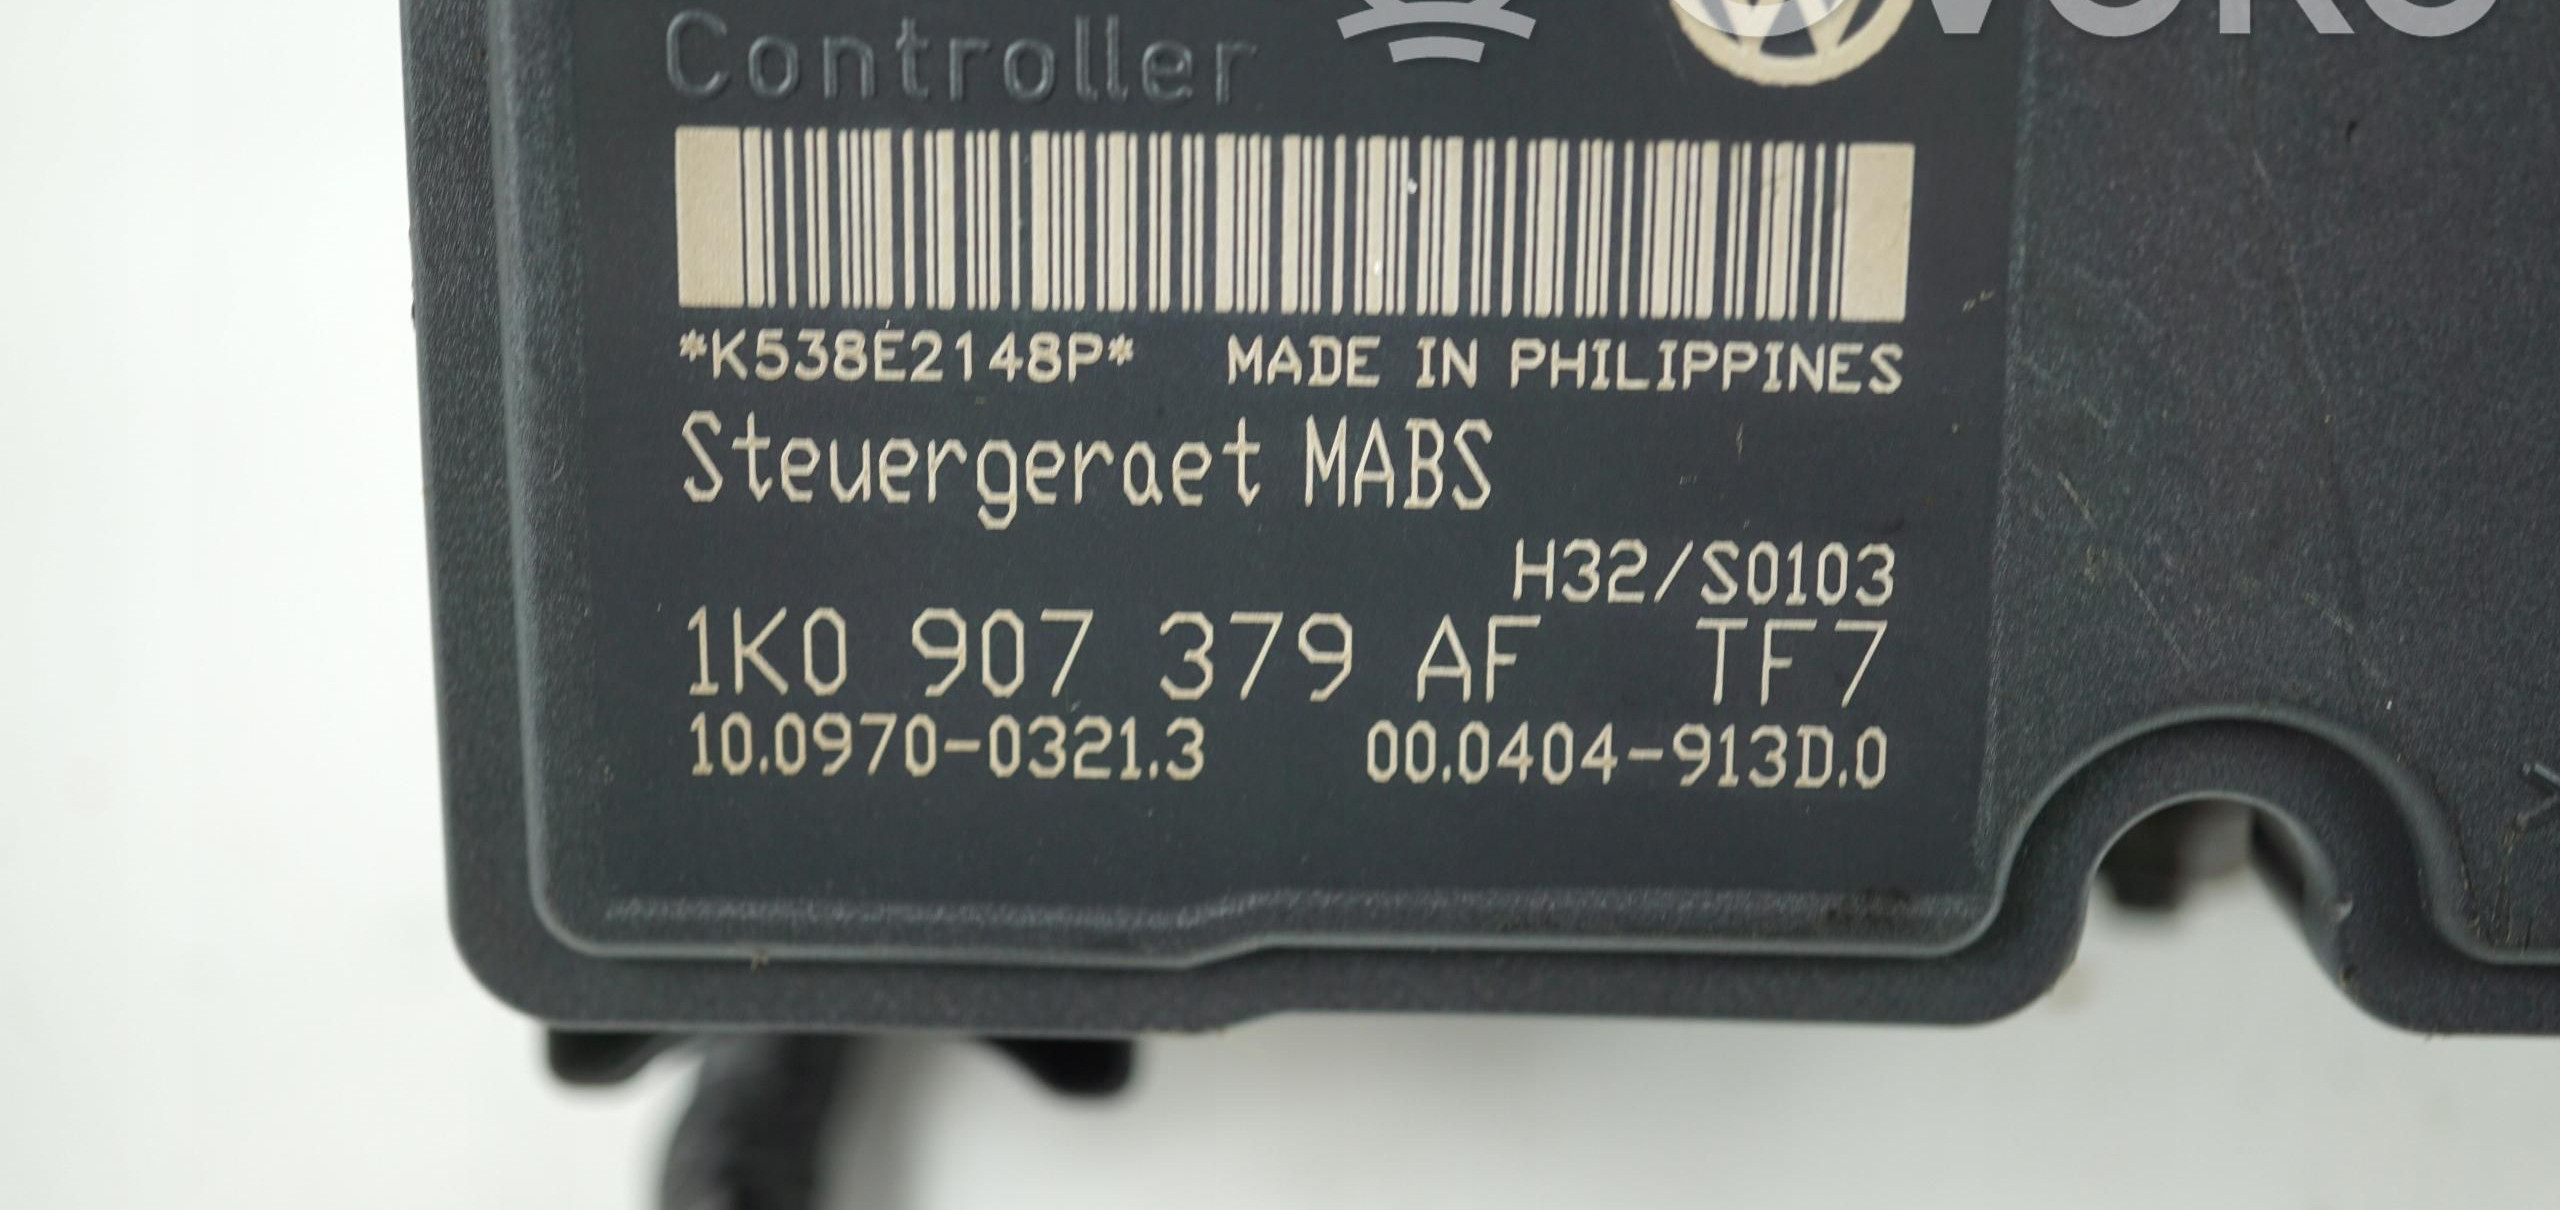 Controller
*K538E2148P* MADE IN PHILIPPINES
Steuergeraet MABS
H32/S0103
1K0 907 379 AF TF7
10.0970-0321.3 00.0404-913D.0